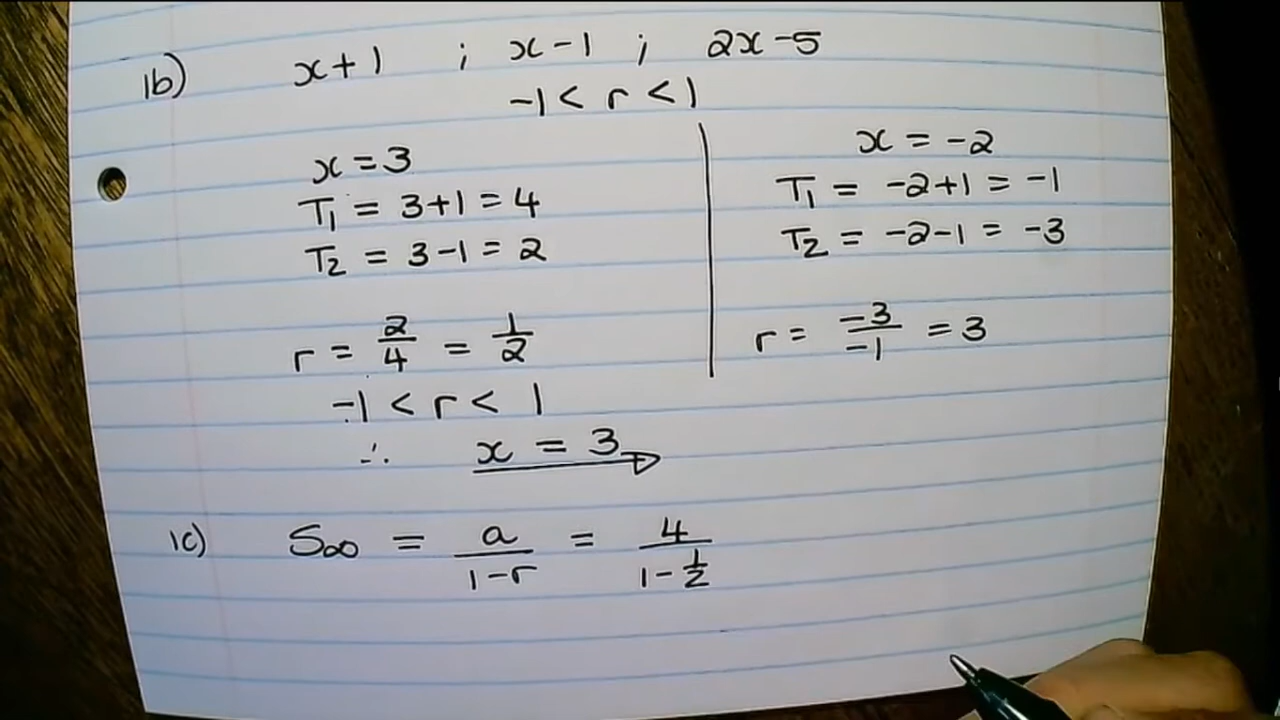 1b) x+1 ; x-1 ; 2x-5
-1 < r < 1
x = 3
T₁ = 3+1 = 4
T₂ = 3-1 = 2
r = 2/4 = 1/2
-1 < r < 1
∴ x = 3
x = -2
T₁ = -2+1 = -1
T₂ = -2-1 = -3
r = -3/-1 = 3
1c) S∞ = a/(1-r) = 4/(1-1/2)